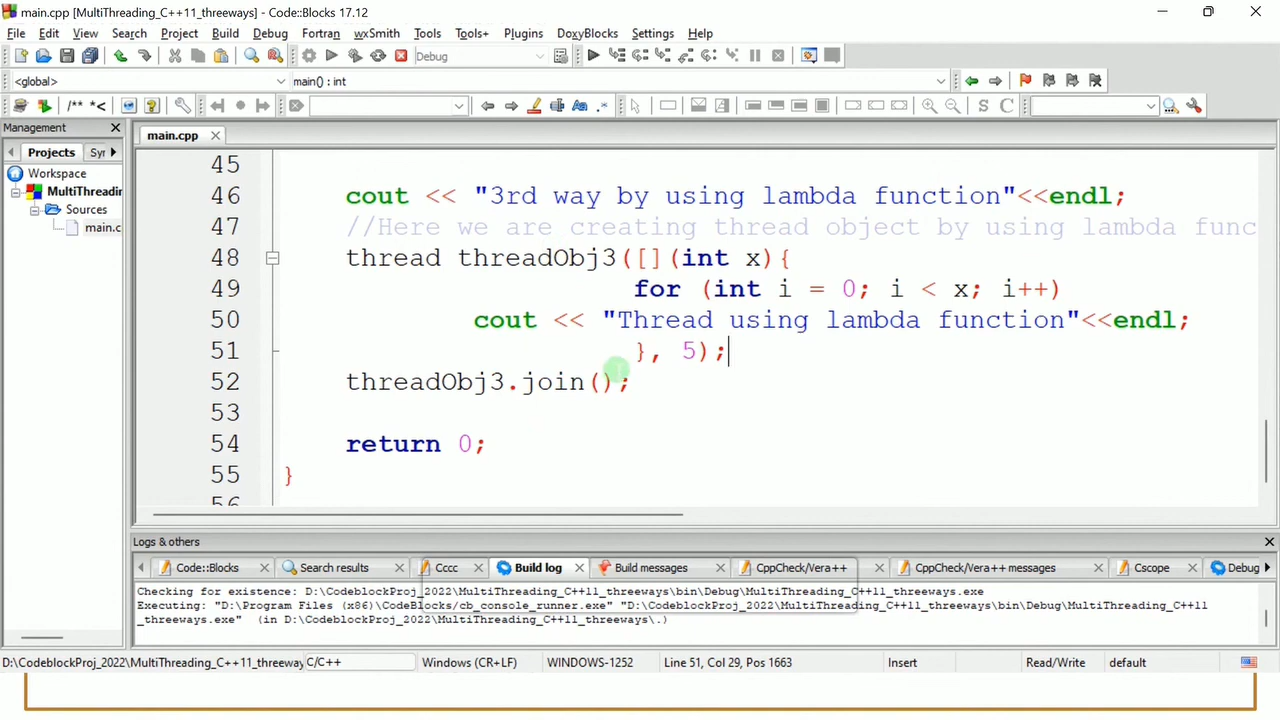 main.cpp [MultiThreading_C++11_threeways] - Code::Blocks 17.12
File Edit View Search Project Build Debug Fortran wxSmith Tools Tools+ Plugins DoxyBlocks Settings Help
Debug
<global> main() : int
/** *<
S C
Management
main.cpp
Projects Syr
Workspace
MultiThreadin
Sources
main.c
45
46 cout << "3rd way by using lambda function"<<endl;
47 //Here we are creating thread object by using lambda func
48 thread threadObj3([](int x){
49 for (int i = 0; i < x; i++)
50 cout << "Thread using lambda function"<<endl;
51 }, 5);
52 threadObj3.join();
53
54 return 0;
55 }
56
Logs & others
Code::Blocks Search results Cccc Build log Build messages CppCheck/Vera++ CppCheck/Vera++ messages Cscope Debug
Checking for existence: D:\CodeblockProj_2022\MultiThreading_C++11_threeways\bin\Debug\MultiThreading_C++11_threeways.exe
Executing: "D:\Program Files (x86)\CodeBlocks/cb_console_runner.exe" "D:\CodeblockProj_2022\MultiThreading_C++11_threeways\bin\Debug\MultiThreading_C++11
_threeways.exe" (in D:\CodeblockProj_2022\MultiThreading_C++11_threeways\.)
D:\CodeblockProj_2022\MultiThreading_C++11_threeway C/C++ Windows (CR+LF) WINDOWS-1252 Line 51, Col 29, Pos 1663 Insert Read/Write default